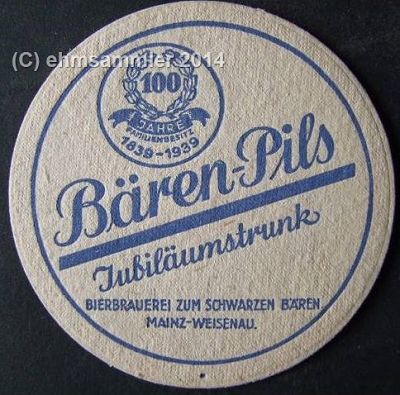 (C) ehmsammler 2014
100
JAHRE
FAMILIENBESITZ
1839-1939
Bären-Pils
Jubiläumstrunk
BIERBRAUEREI ZUM SCHWARZEN BÄREN
MAINZ-WEISENAU.